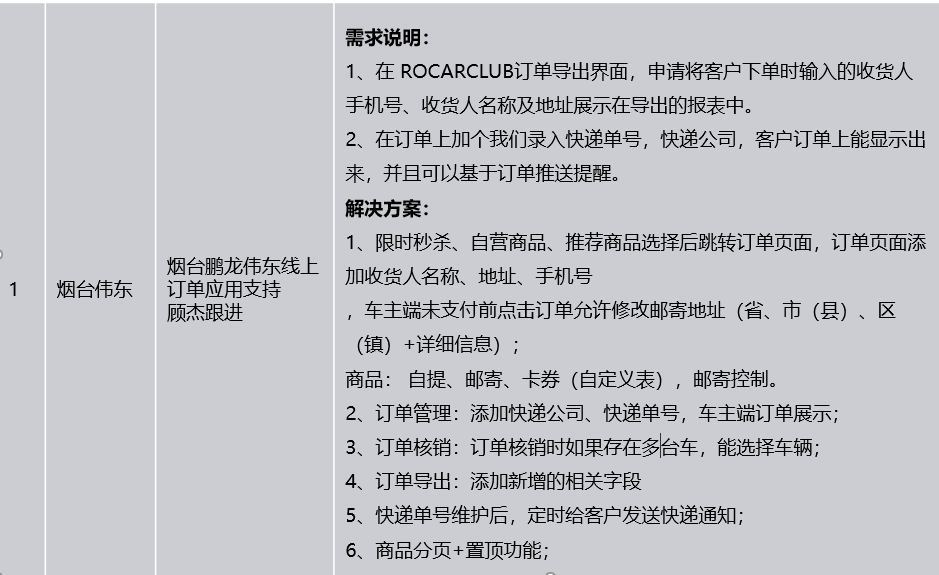 1
烟台伟东
烟台鹏龙伟东线上
订单应用支持
顾杰跟进
需求说明：
1、在 ROCARCLUB订单导出界面，申请将客户下单时输入的收货人
手机号、收货人名称及地址展示在导出的报表中。
2、在订单上加个我们录入快递单号，快递公司，客户订单上能显示出
来，并且可以基于订单推送提醒。
解决方案：
1、限时秒杀、自营商品、推荐商品选择后跳转订单页面，订单页面添
加收货人名称、地址、手机号
，车主端未支付前点击订单允许修改邮寄地址（省、市（县）、区
（镇）+详细信息）；
商品： 自提、邮寄、卡券（自定义表），邮寄控制。
2、订单管理：添加快递公司、快递单号，车主端订单展示；
3、订单核销：订单核销时如果存在多台车，能选择车辆；
4、订单导出：添加新增的相关字段
5、快递单号维护后，定时给客户发送快递通知；
6、商品分页+置顶功能；